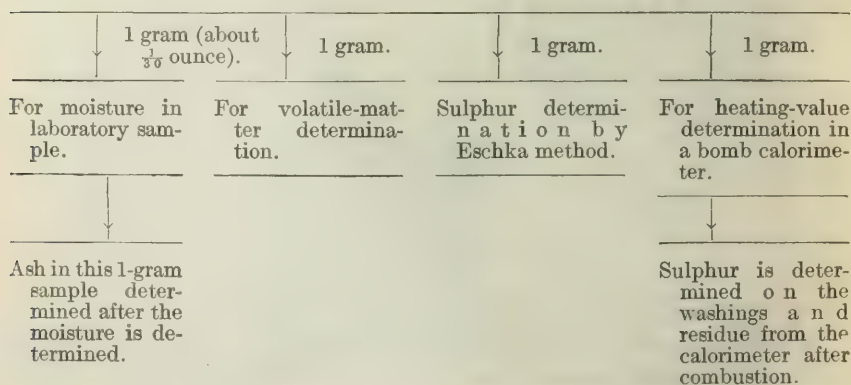 1 gram (about
1/30 ounce).
1 gram.
1 gram.
1 gram.
For moisture in
laboratory sam-
ple.
For volatile-mat-
ter determina-
tion.
Sulphur determi-
nation by
Eschka method.
For heating-value
determination in
a bomb calorime-
ter.
Ash in this 1-gram
sample deter-
mined after the
moisture is de-
termined.
Sulphur is deter-
mined on the
washings and
residue from the
calorimeter after
combustion.